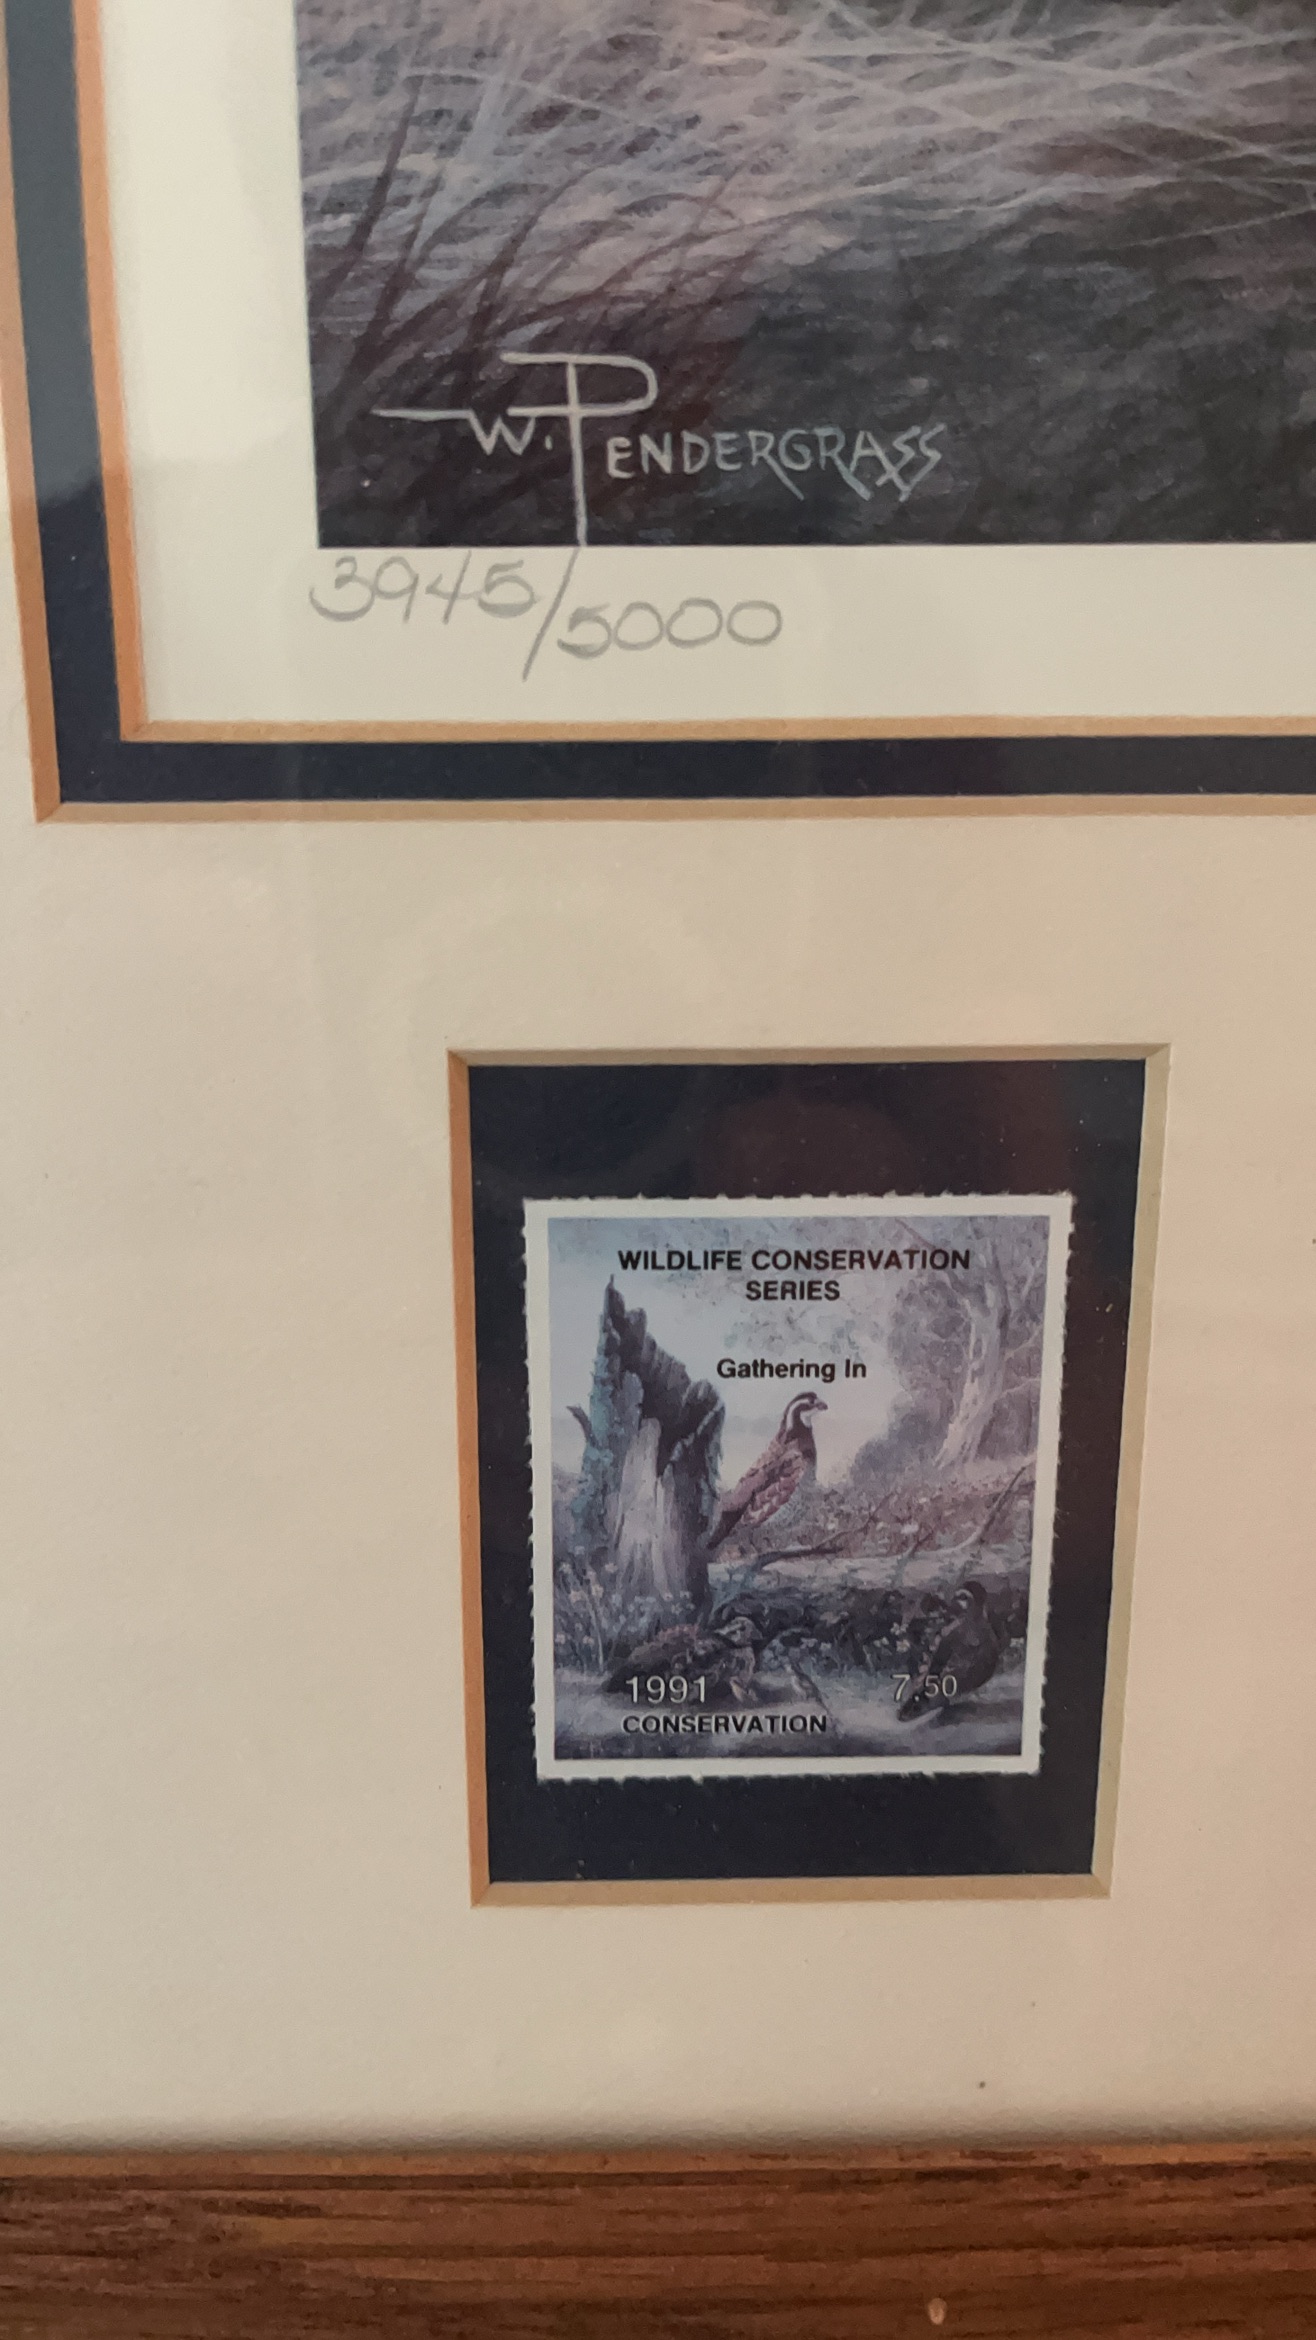 W. PENDERGRASS
3945/5000
WILDLIFE CONSERVATION
SERIES
Gathering In
1991
7.50
CONSERVATION